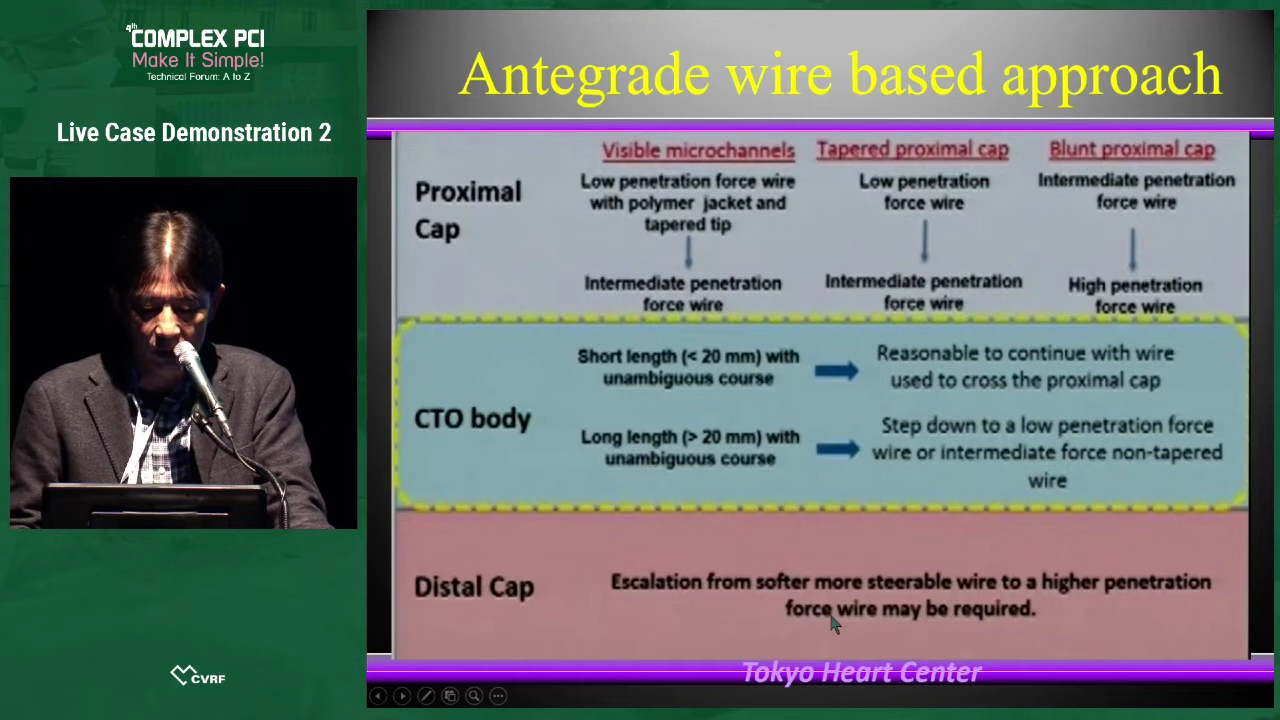 4th
COMPLEX PCI
Make It Simple!
Technical Forum: A to Z
Live Case Demonstration 2
CVRF
Antegrade wire based approach
Proximal
Cap
Visible microchannels
Low penetration force wire
with polymer jacket and
tapered tip
Intermediate penetration
force wire
Tapered proximal cap
Low penetration
force wire
Intermediate penetration
force wire
Blunt proximal cap
Intermediate penetration
force wire
High penetration
force wire
CTO body
Short length (< 20 mm) with
unambiguous course
Reasonable to continue with wire
used to cross the proximal cap
Long length (> 20 mm) with
unambiguous course
Step down to a low penetration force
wire or intermediate force non-tapered
wire
Distal Cap
Escalation from softer more steerable wire to a higher penetration
force wire may be required.
Tokyo Heart Center